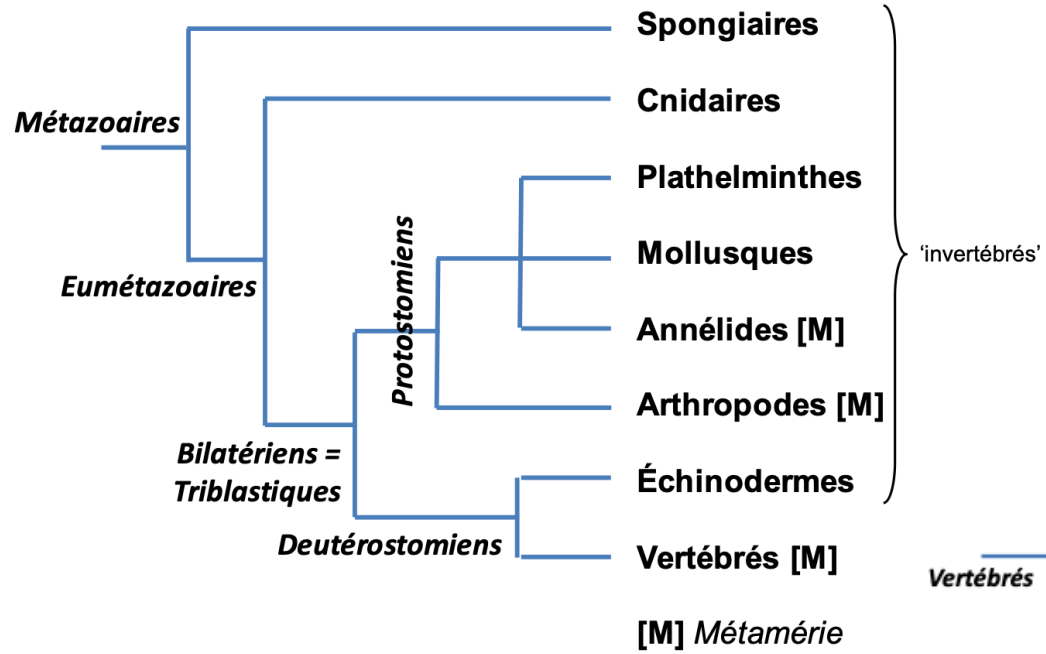 Spongiaires
Cnidaires
Métazoaires
Plathelminthes
Protostomiens
Mollusques
'invertébrés'
Eumétazoaires
Annélides [M]
Arthropodes [M]
Bilatériens =
Triblastiques
Échinodermes
Deutérostomiens
Vertébrés [M]
Vertébrés
[M] Métamérie